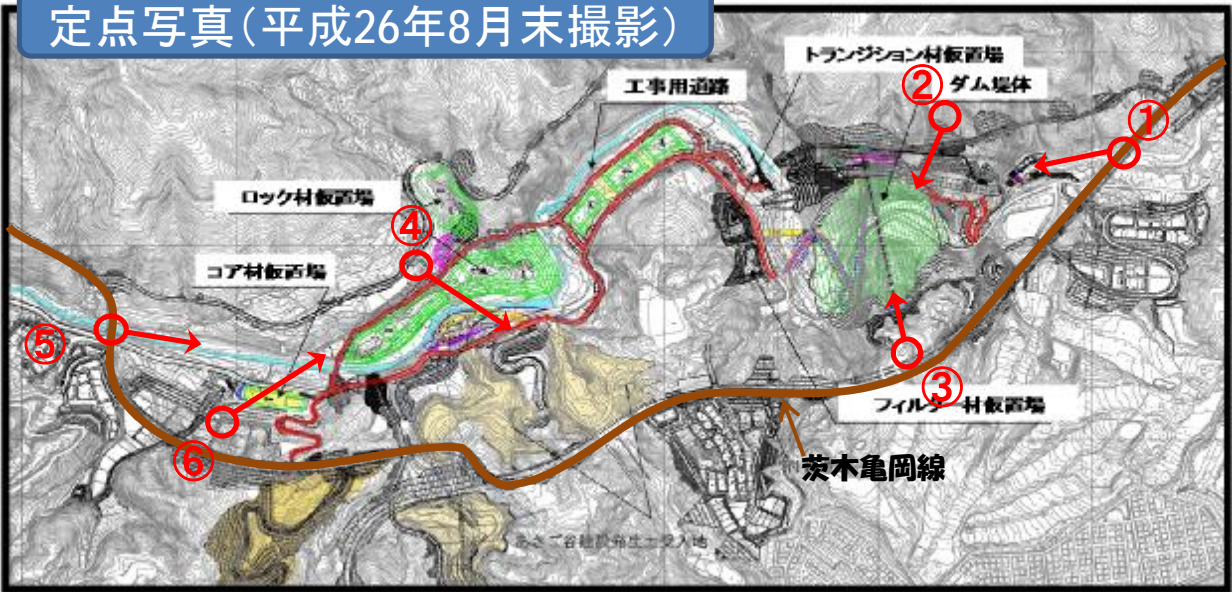 定点写真(平成26年8月末撮影)
トランジション材仮置場
工事用道路
②
ダム堤体
①
ロック材仮置場
④
コア材仮置場
⑤
③
フィルター材仮置場
⑥
茨木亀岡線